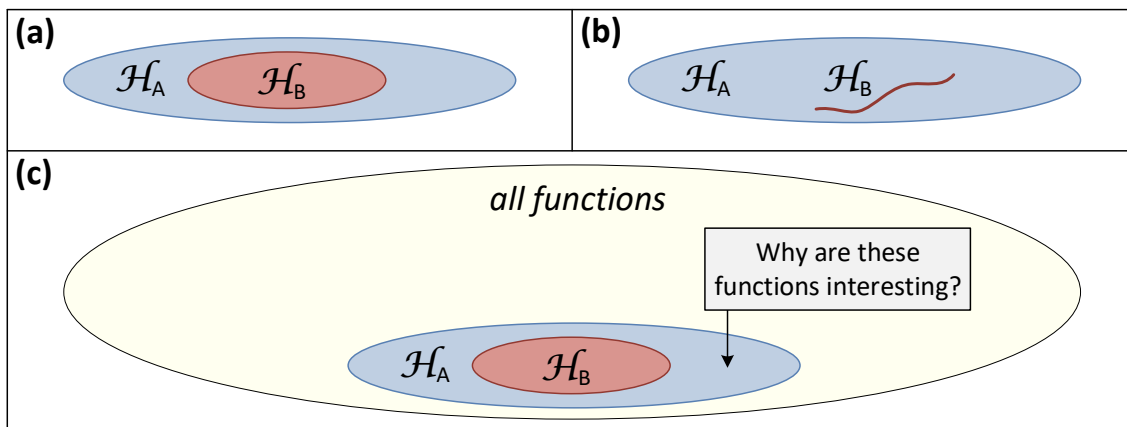 (a)
ℋA
ℋB
(b)
ℋA
ℋB
(c)
all functions
Why are these
functions interesting?
ℋA
ℋB